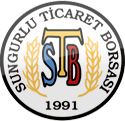 SUNGURLU TİCARET BORSASI
STB
1991